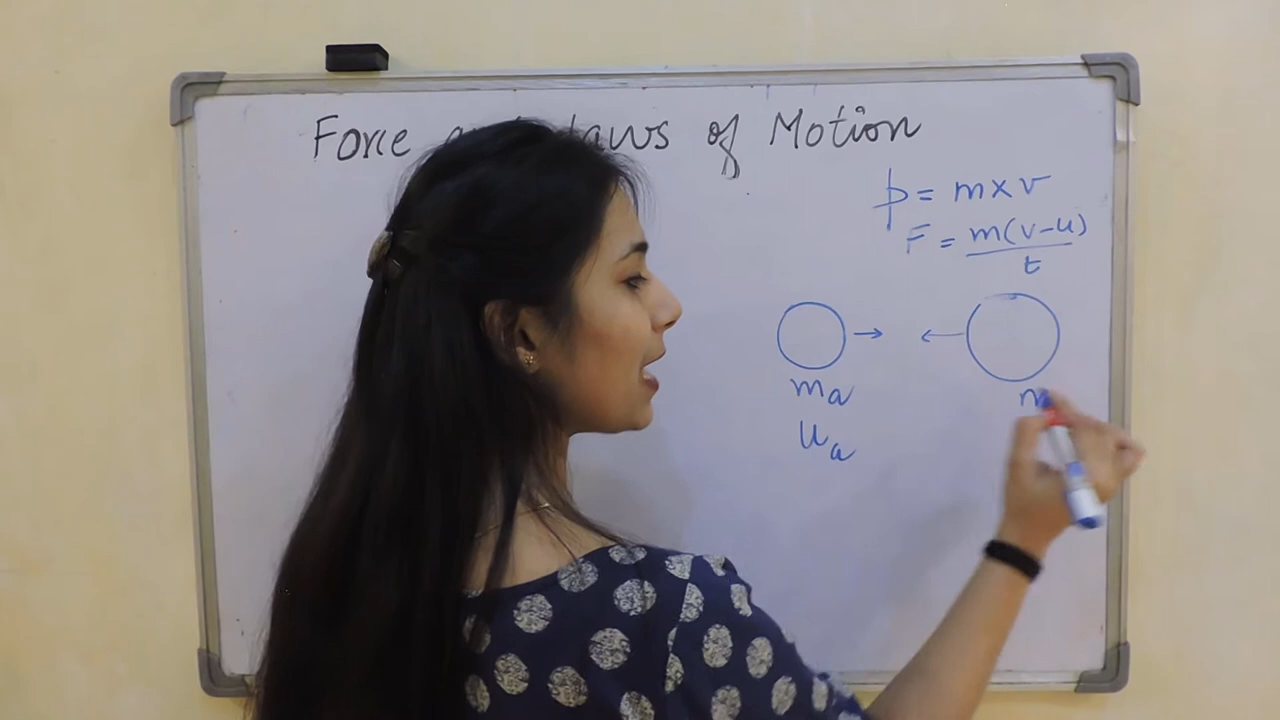 Force Laws of Motion
p = m x v
F = m(v-u)
t
ma
ua
m